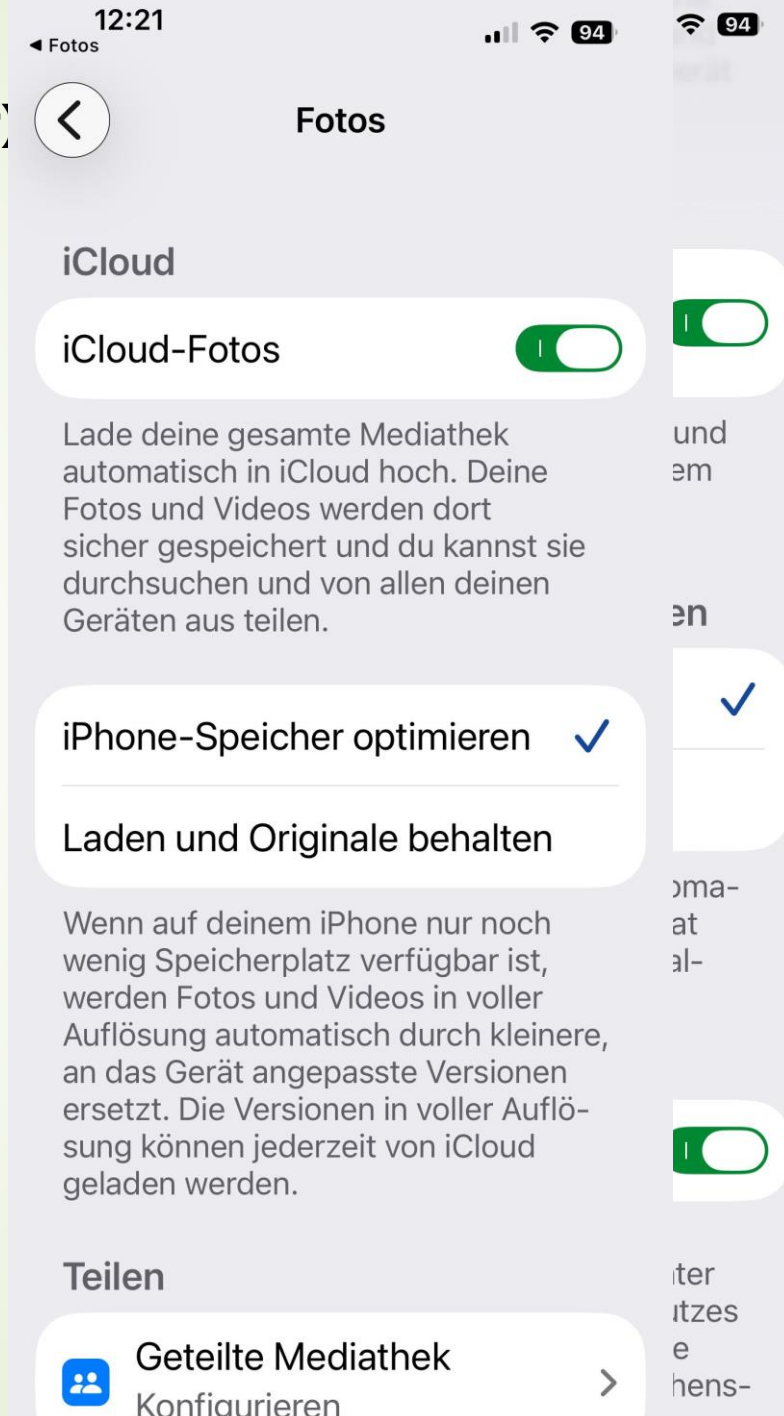 12:21
Fotos
94
Fotos
iCloud
iCloud-Fotos
Lade deine gesamte Mediathek
automatisch in iCloud hoch. Deine
Fotos und Videos werden dort
sicher gespeichert und du kannst sie
durchsuchen und von allen deinen
Geräten aus teilen.
iPhone-Speicher optimieren
Laden und Originale behalten
Wenn auf deinem iPhone nur noch
wenig Speicherplatz verfügbar ist,
werden Fotos und Videos in voller
Auflösung automatisch durch kleinere,
an das Gerät angepasste Versionen
ersetzt. Die Versionen in voller Auflö-
sung können jederzeit von iCloud
geladen werden.
Teilen
Geteilte Mediathek
Konfigurieren
94
und
em
en
oma-
at
al-
utzes
e
hens-